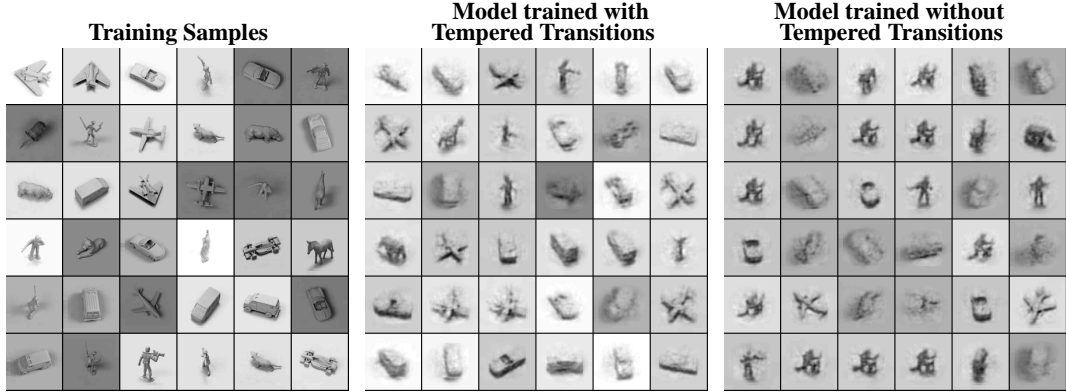 Training Samples
Model trained with
Tempered Transitions
Model trained without
Tempered Transitions